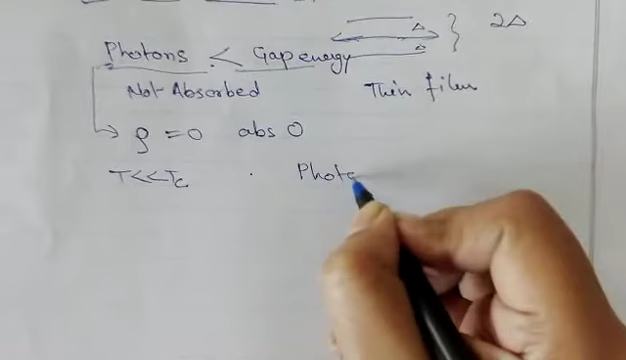 Δ } 2Δ
Photons < Gap energy Δ
Not Absorbed Thin film
ρ = 0 abs 0
T<<Tc Photo